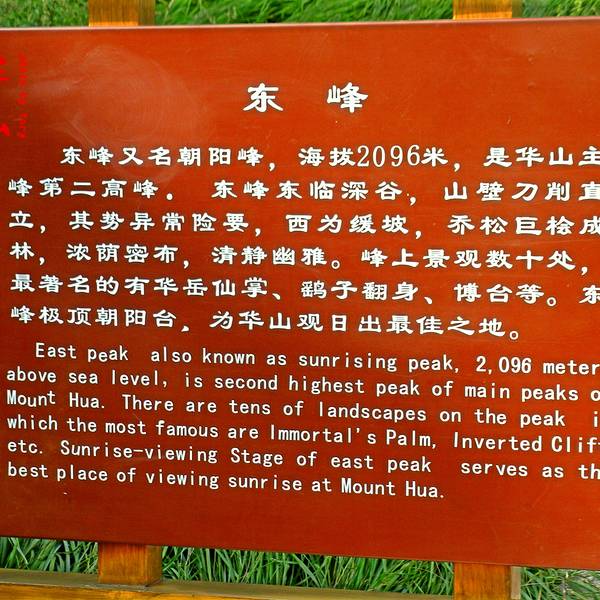 东 峰
东峰又名朝阳峰，海拔2096米，是华山主
峰第二高峰． 东峰东临深谷，山壁刀削直
立，其势异常险要，西为缓坡，乔松巨桧成
林，浓荫密布，清静幽雅。峰上景观数十处，
最著名的有华岳仙掌、鹞子翻身、博台等。东
峰极顶朝阳台，为华山观日出最佳之地。
East peak also known as sunrising peak, 2,096 meter
above sea level, is second highest peak of main peaks o
Mount Hua. There are tens of landscapes on the peak i
which the most famous are Immortal's Palm, Inverted Clif
etc. Sunrise-viewing Stage of east peak serves as th
best place of viewing sunrise at Mount Hua.